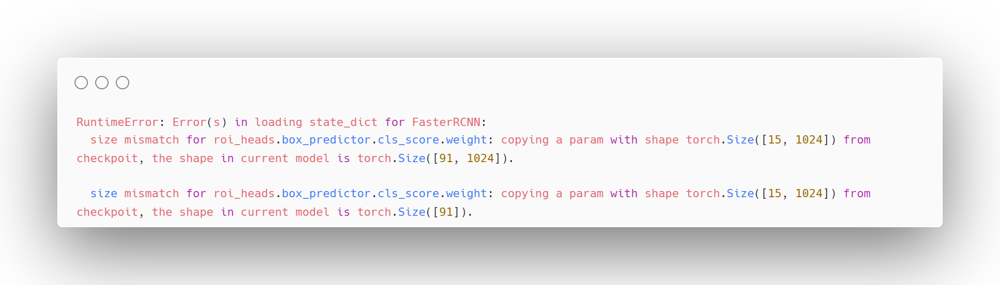 RuntimeError: Error(s) in loading state_dict for FasterRCNN:
  size mismatch for roi_heads.box_predictor.cls_score.weight: copying a param with shape torch.Size([15, 1024]) from
checkpoit, the shape in current model is torch.Size([91, 1024]).
  size mismatch for roi_heads.box_predictor.cls_score.weight: copying a param with shape torch.Size([15, 1024]) from
checkpoit, the shape in current model is torch.Size([91]).